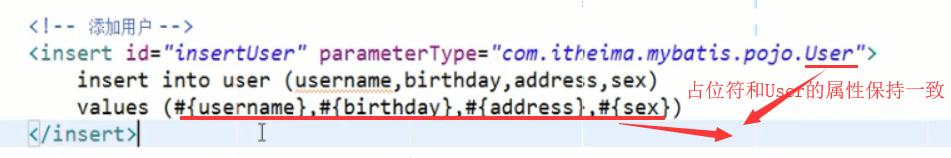 <!-- 添加用户 -->
<insert id="insertUser" parameterType="com.itheima.mybatis.pojo.User">
insert into user (username,birthday,address,sex)
values (#{username},#{birthday},#{address},#{sex})
</insert>
占位符和User的属性保持一致